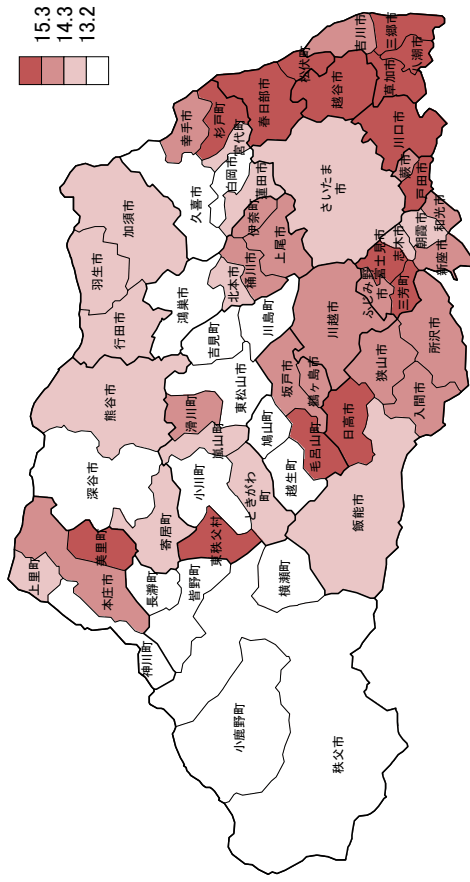 15.3
14.3
13.2
上里町
本庄市
美里町
神川町
深谷市
熊谷市
行田市
羽生市
加須市
寄居町
長瀞町
皆野町
東秩父村
小川町
嵐山町
滑川町
東松山市
吉見町
鴻巣市
北本市
桶川市
久喜市
幸手市
杉戸町
宮代町
白岡市
蓮田市
伊奈町
上尾市
川島町
春日部市
松伏町
さいたま
市
越谷市
吉川市
三郷市
八潮市
草加市
川口市
蕨市
戸田市
小鹿野町
秩父市
横瀬町
ときがわ
町
鳩山町
越生町
毛呂山町
坂戸市
鶴ヶ島市
日高市
川越市
飯能市
狭山市
入間市
所沢市
ふじみ野
市
富士見市
三芳町
志木市
新座市
朝霞市
和光市